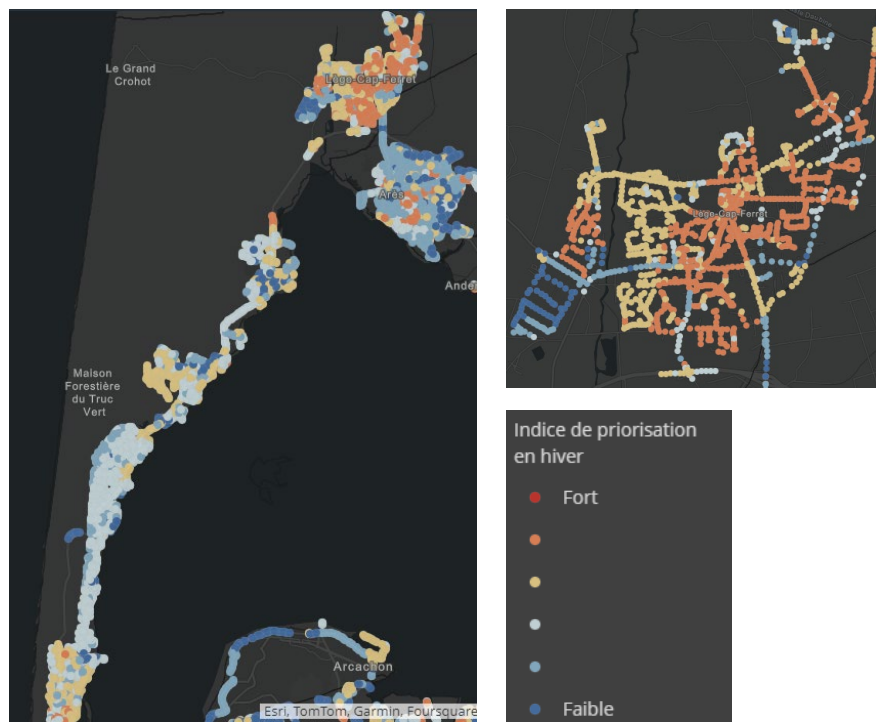 Le Grand
Crohot
Lège-Cap-Ferret
Arès
Ande
Maison
Forestière
du Truc
Vert
Arcachon
Esri, TomTom, Garmin, Foursquare
Lège-Cap-Ferret
Indice de priorisation
en hiver
Fort
Faible